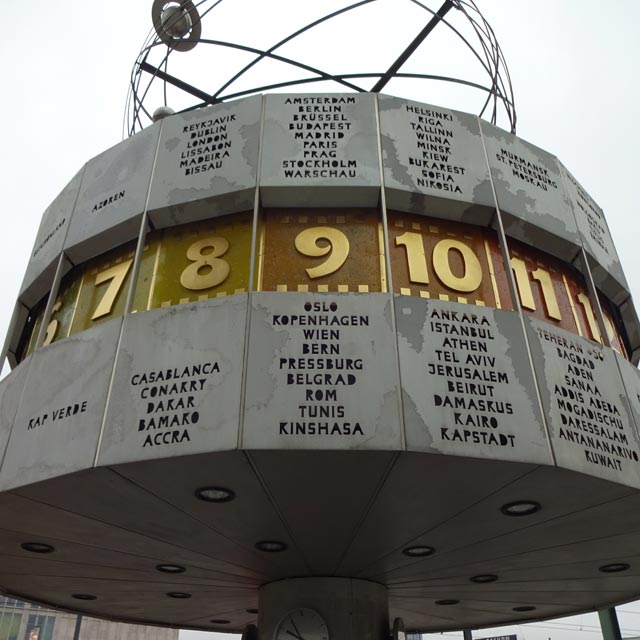 AZOREN
REYKJAVIK
DUBLIN
LONDON
LISSABON
MADEIRA
BISSAU
AMSTERDAM
BERLIN
BRÜSSEL
BUDAPEST
MADRID
PARIS
PRAG
STOCKHOLM
WARSCHAU
HELSINKI
RIGA
TALLINN
VILNA
MINSK
KIEW
BUKAREST
SOFIA
NIKOSIA
MURMANSK
MOSKAU
7 8 9 10 11
KAP VERDE
CASABLANCA
CONAKRY
DAKAR
BAMAKO
ACCRA
OSLO
KOPENHAGEN
WIEN
BERN
PRESSBURG
BELGRAD
ROM
TUNIS
KINSHASA
ANKARA
ISTANBUL
ATHEN
TEL AVIV
JERUSALEM
BEIRUT
DAMASKUS
KAIRO
KAPSTADT
TEHERAN
BAGDAD
ADEN
SANAA
ADDIS ABEBA
MOGADISCHU
DARESSALAM
ANTANANARIVO
KUWAIT